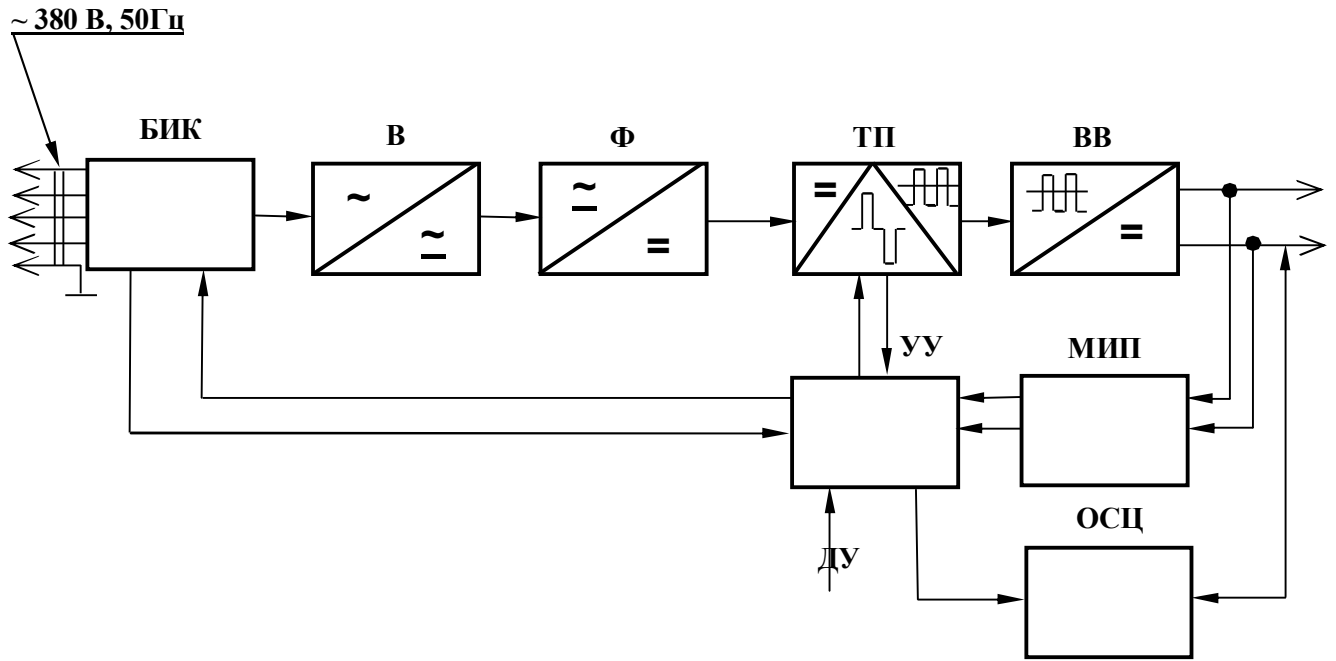 ~ 380 В, 50Гц
БИК
В
Ф
ТП
ВВ
~
≃
≃
=
=
=
УУ
МИП
ОСЦ
ДУ